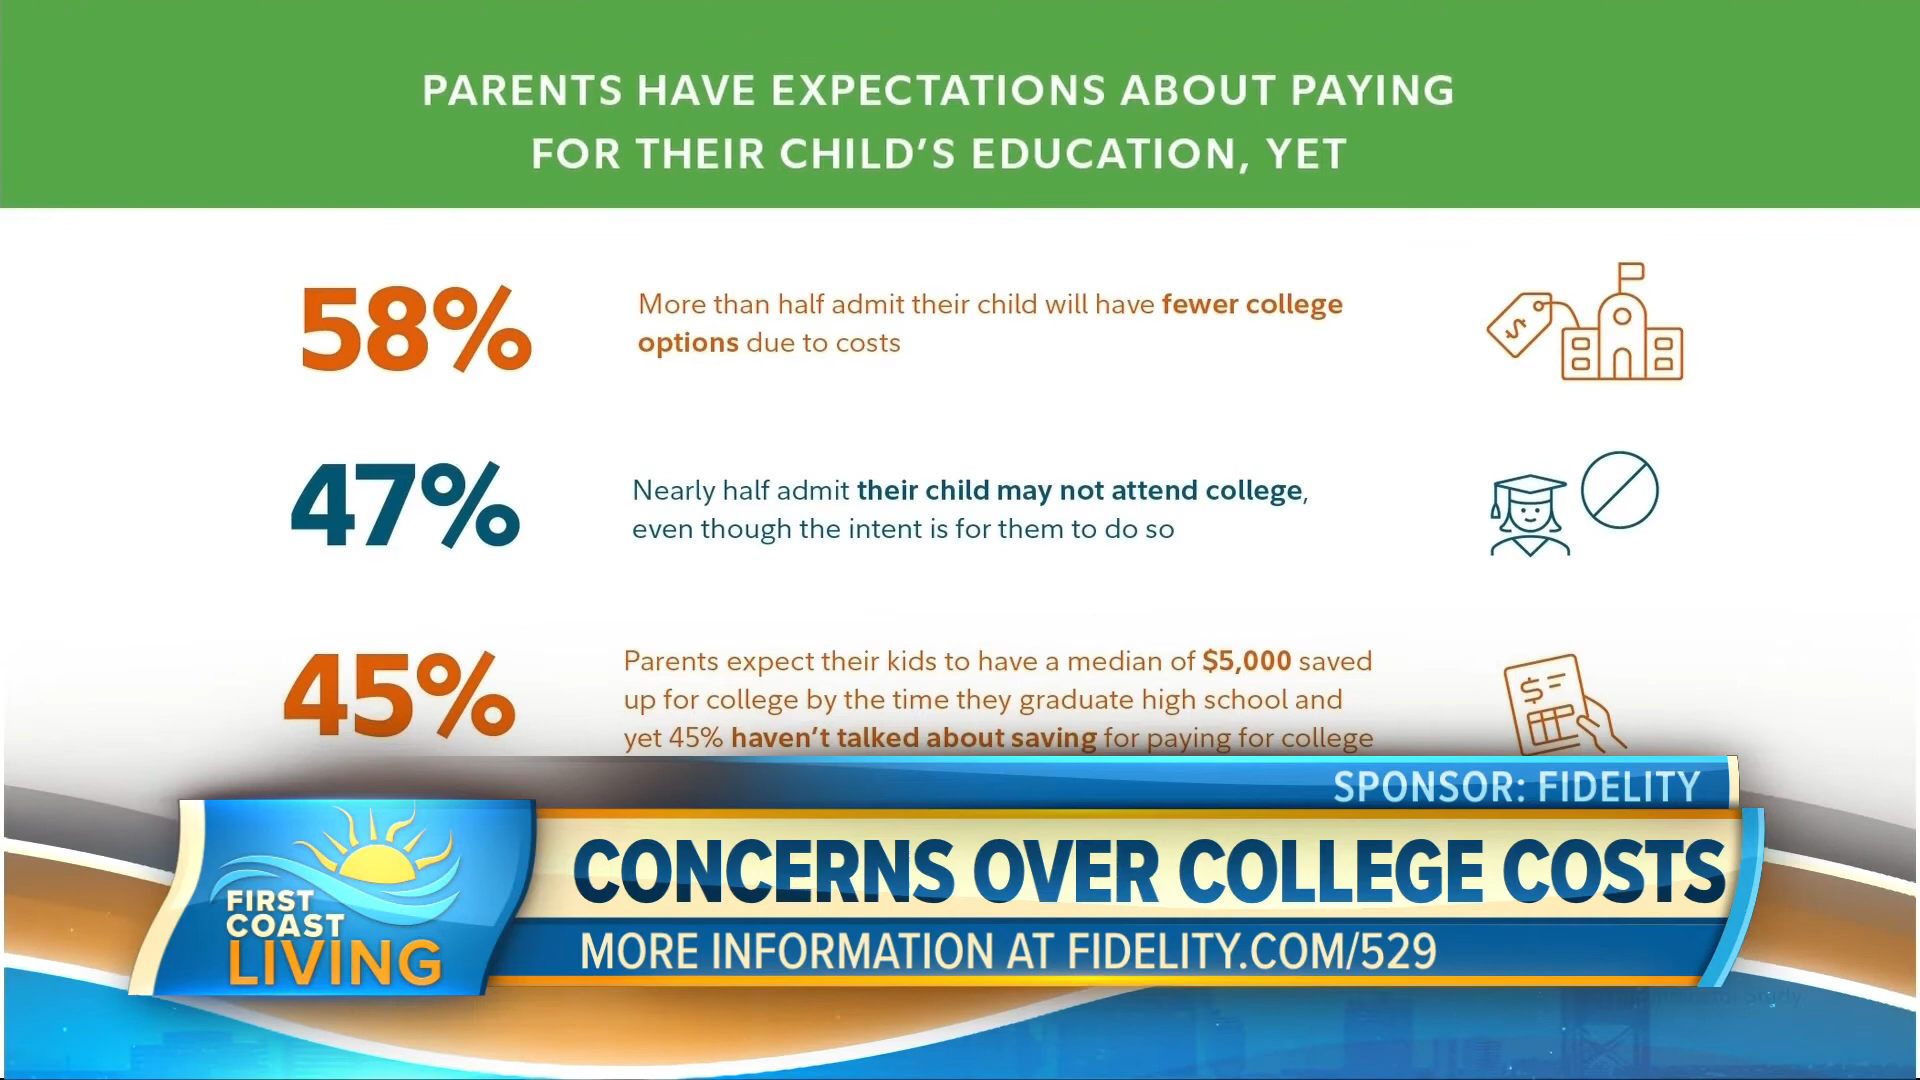 PARENTS HAVE EXPECTATIONS ABOUT PAYING
FOR THEIR CHILD’S EDUCATION, YET
58%
More than half admit their child will have fewer college
options due to costs
$
47%
Nearly half admit their child may not attend college,
even though the intent is for them to do so
45%
Parents expect their kids to have a median of $5,000 saved
up for college by the time they graduate high school and
yet 45% haven’t talked about saving for paying for college
$
SPONSOR: FIDELITY
CONCERNS OVER COLLEGE COSTS
MORE INFORMATION AT FIDELITY.COM/529
FIRST
COAST
LIVING
Study